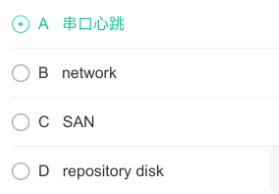 A 串口心跳
B network
C SAN
D repository disk